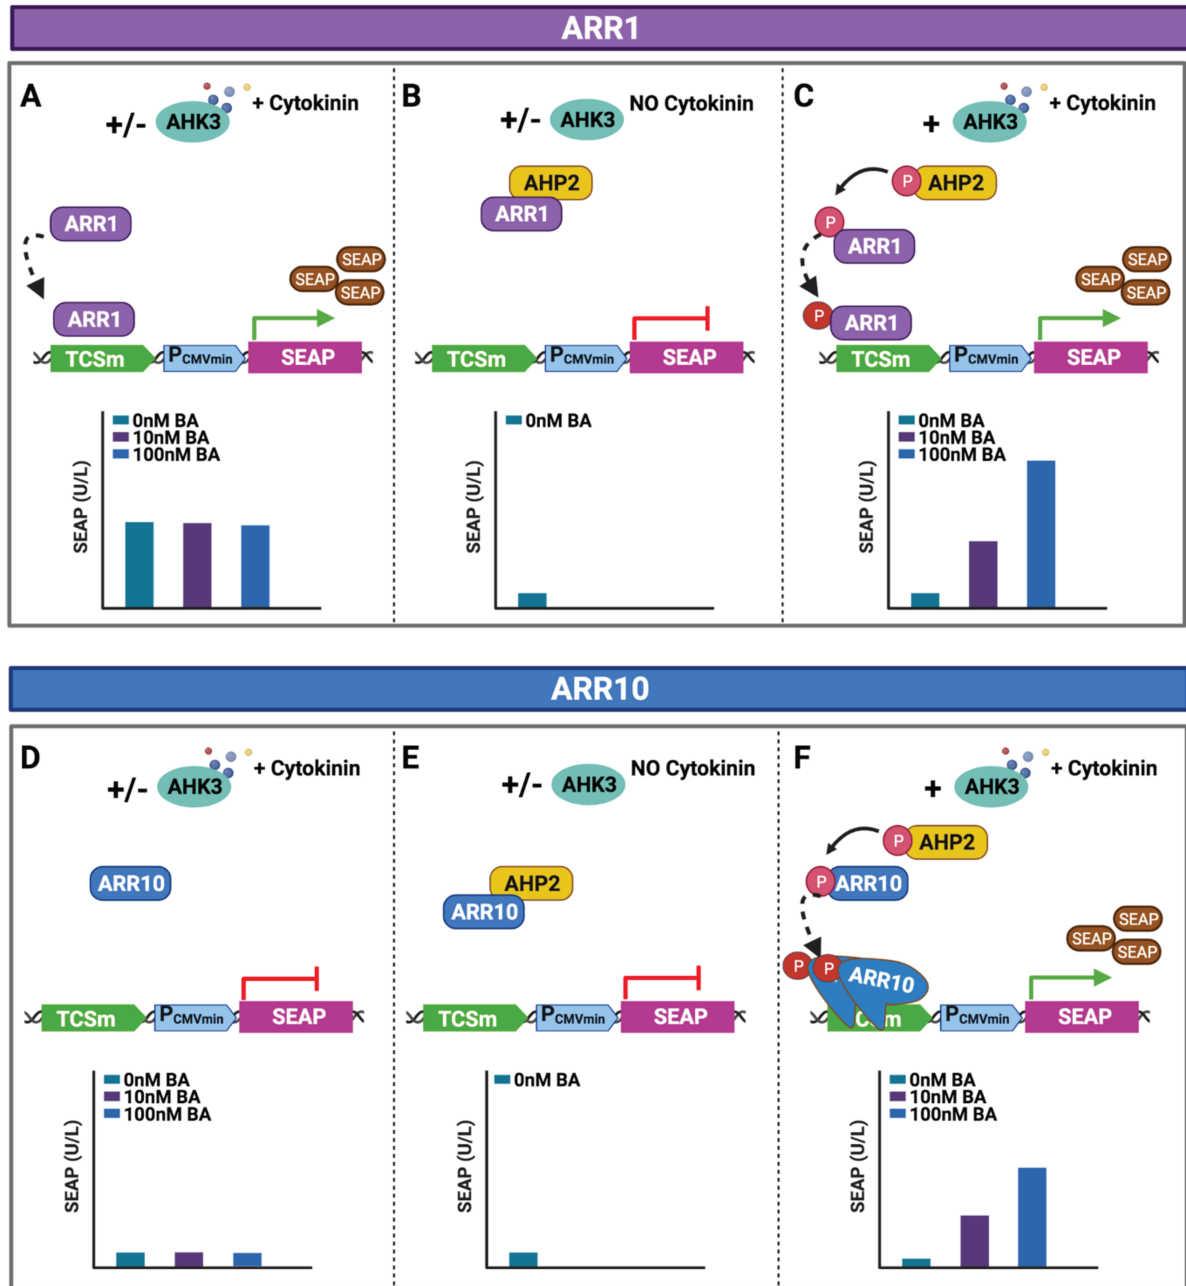 ARR1
A
+/-
AHK3
+ Cytokinin
ARR1
ARR1
SEAP
SEAP
SEAP
TCSm
PCMVmin
SEAP
0nM BA
10nM BA
100nM BA
SEAP (U/L)
B
+/-
AHK3
NO Cytokinin
AHP2
ARR1
TCSm
PCMVmin
SEAP
0nM BA
SEAP (U/L)
C
+
AHK3
+ Cytokinin
P
AHP2
P
ARR1
P
ARR1
SEAP
SEAP
SEAP
TCSm
PCMVmin
SEAP
0nM BA
10nM BA
100nM BA
SEAP (U/L)
ARR10
D
+/-
AHK3
+ Cytokinin
ARR10
TCSm
PCMVmin
SEAP
0nM BA
10nM BA
100nM BA
SEAP (U/L)
E
+/-
AHK3
NO Cytokinin
AHP2
ARR10
TCSm
PCMVmin
SEAP
0nM BA
SEAP (U/L)
F
+
AHK3
+ Cytokinin
P
AHP2
P
ARR10
P
P
ARR10
SEAP
SEAP
SEAP
CSm
PCMVmin
SEAP
0nM BA
10nM BA
100nM BA
SEAP (U/L)